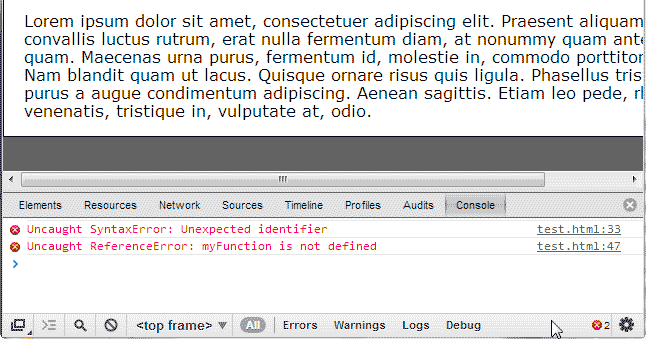 Lorem ipsum dolor sit amet, consectetuer adipiscing elit. Praesent aliquam
convallis luctus rutrum, erat nulla fermentum diam, at nonummy quam ante
quam. Maecenas urna purus, fermentum id, molestie in, commodo porttitor
Nam blandit quam ut lacus. Quisque ornare risus quis ligula. Phasellus tris
purus a augue condimentum adipiscing. Aenean sagittis. Etiam leo pede, rh
venenatis, tristique in, vulputate at, odio.
Elements Resources Network Sources Timeline Profiles Audits Console
Uncaught SyntaxError: Unexpected identifier test.html:33
Uncaught ReferenceError: myFunction is not defined test.html:47
<top frame> All Errors Warnings Logs Debug 2